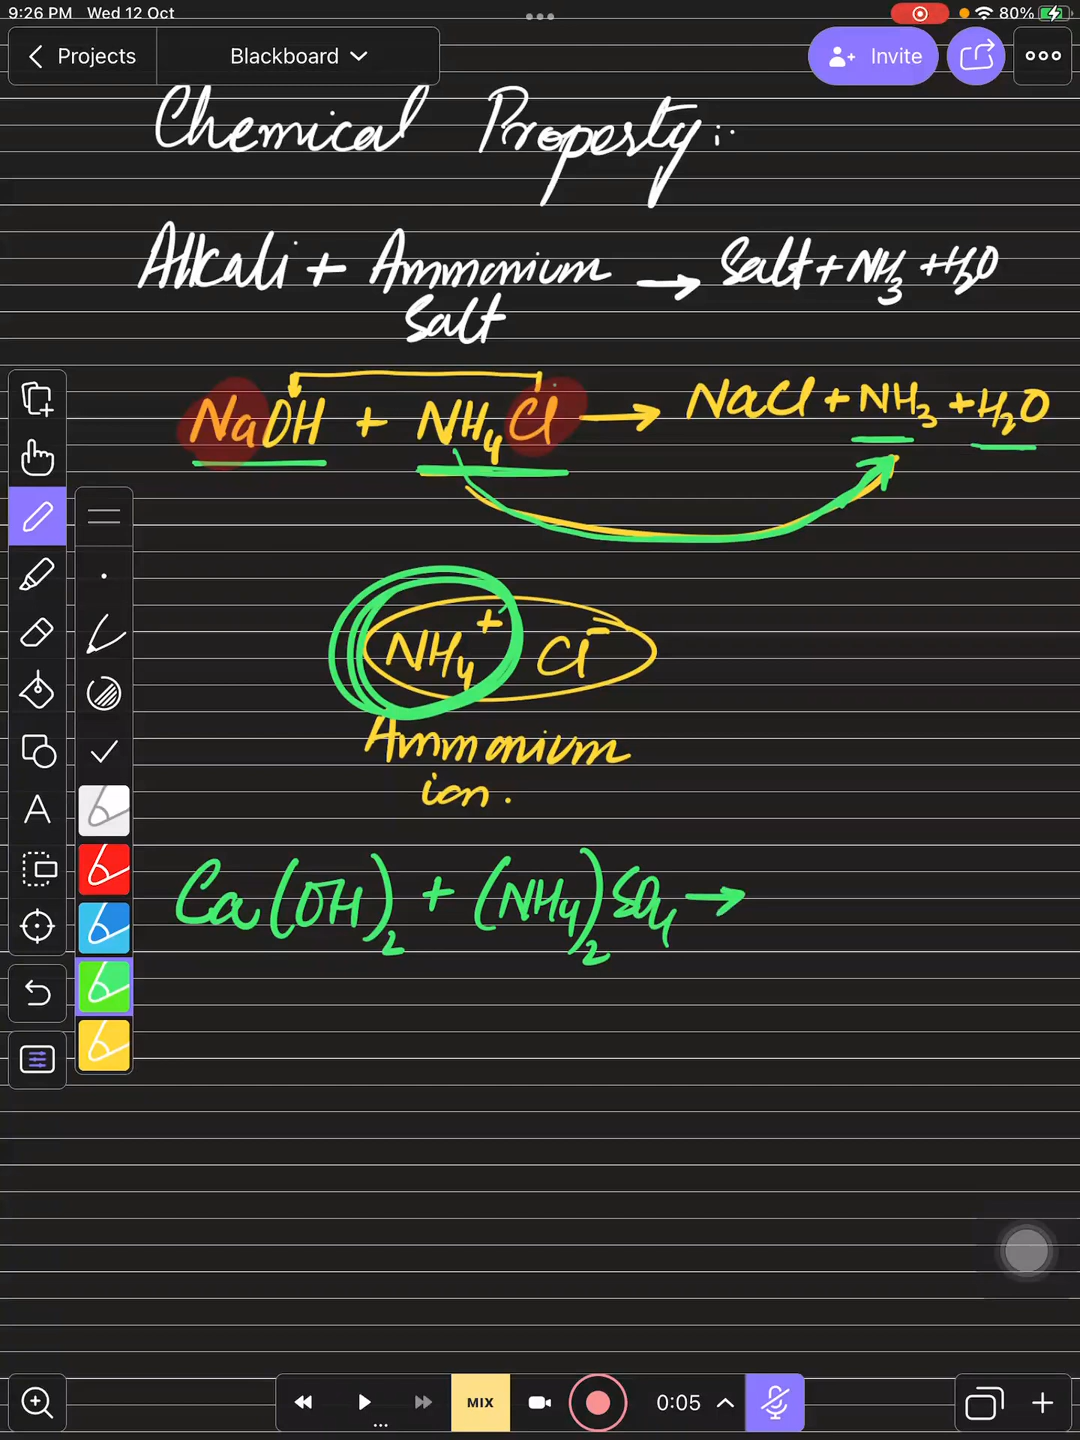 9:26 PM Wed 12 Oct 80%
Projects Blackboard Invite
Chemical Property:
Alkali + Ammonium Salt → Salt + NH₃ + H₂O
NaOH + NH₄Cl → NaCl + NH₃ + H₂O
NH₄⁺ Cl⁻
Ammonium
ion.
A
Ca(OH)₂ + (NH₄)₂SO₄ →
MIX 0:05